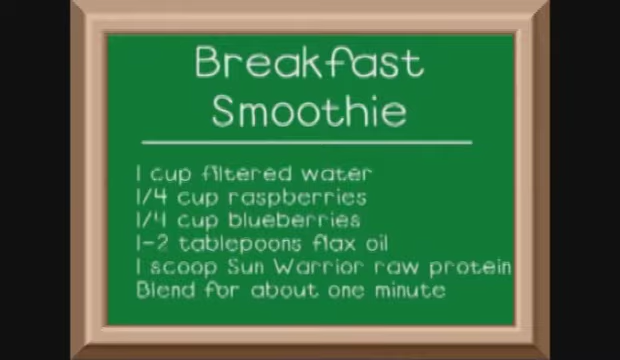 Breakfast
Smoothie
1 cup filtered water
1/4 cup raspberries
1/4 cup blueberries
1-2 tablepoons flax oil
1 scoop Sun Warrior raw protein
Blend for about one minute